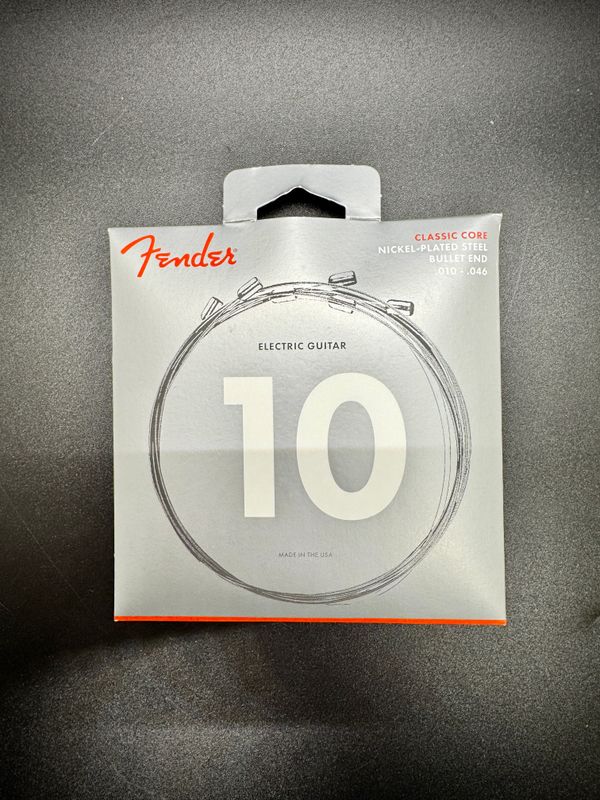 Fender®
CLASSIC CORE
NICKEL-PLATED STEEL
BULLET END
.010 - .046
ELECTRIC GUITAR
10
MADE IN THE USA